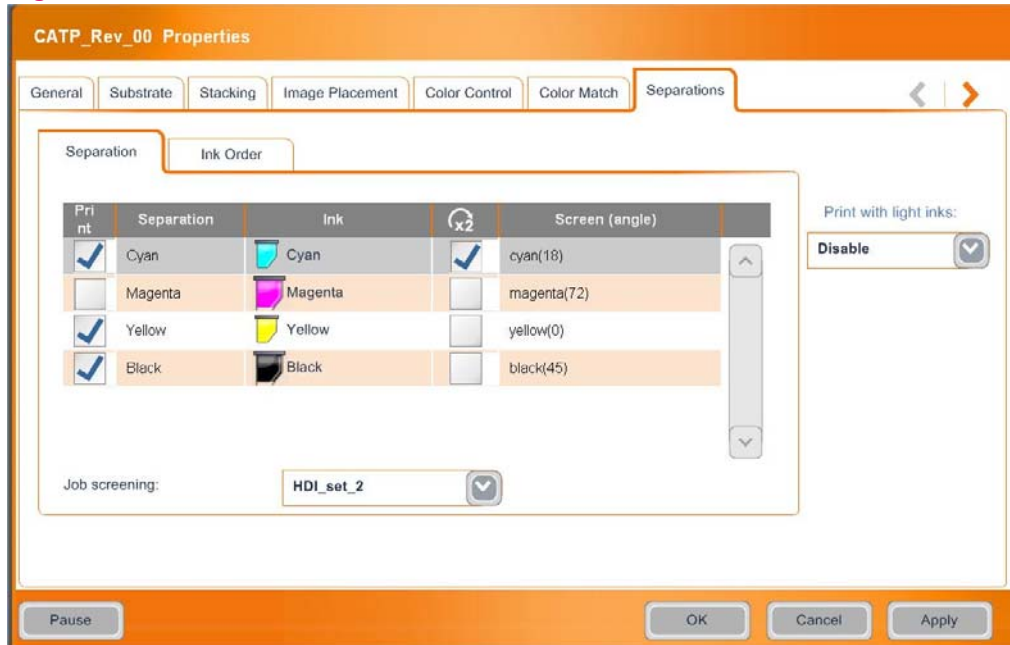 CATP_Rev_00 Properties
General Substrate Stacking Image Placement Color Control Color Match Separations
Separation Ink Order
Print Separation Ink x2 Screen (angle)
Cyan Cyan cyan(18)
Magenta Magenta magenta(72)
Yellow Yellow yellow(0)
Black Black black(45)
Job screening: HDI_set_2
Print with light inks:
Disable
Pause OK Cancel Apply